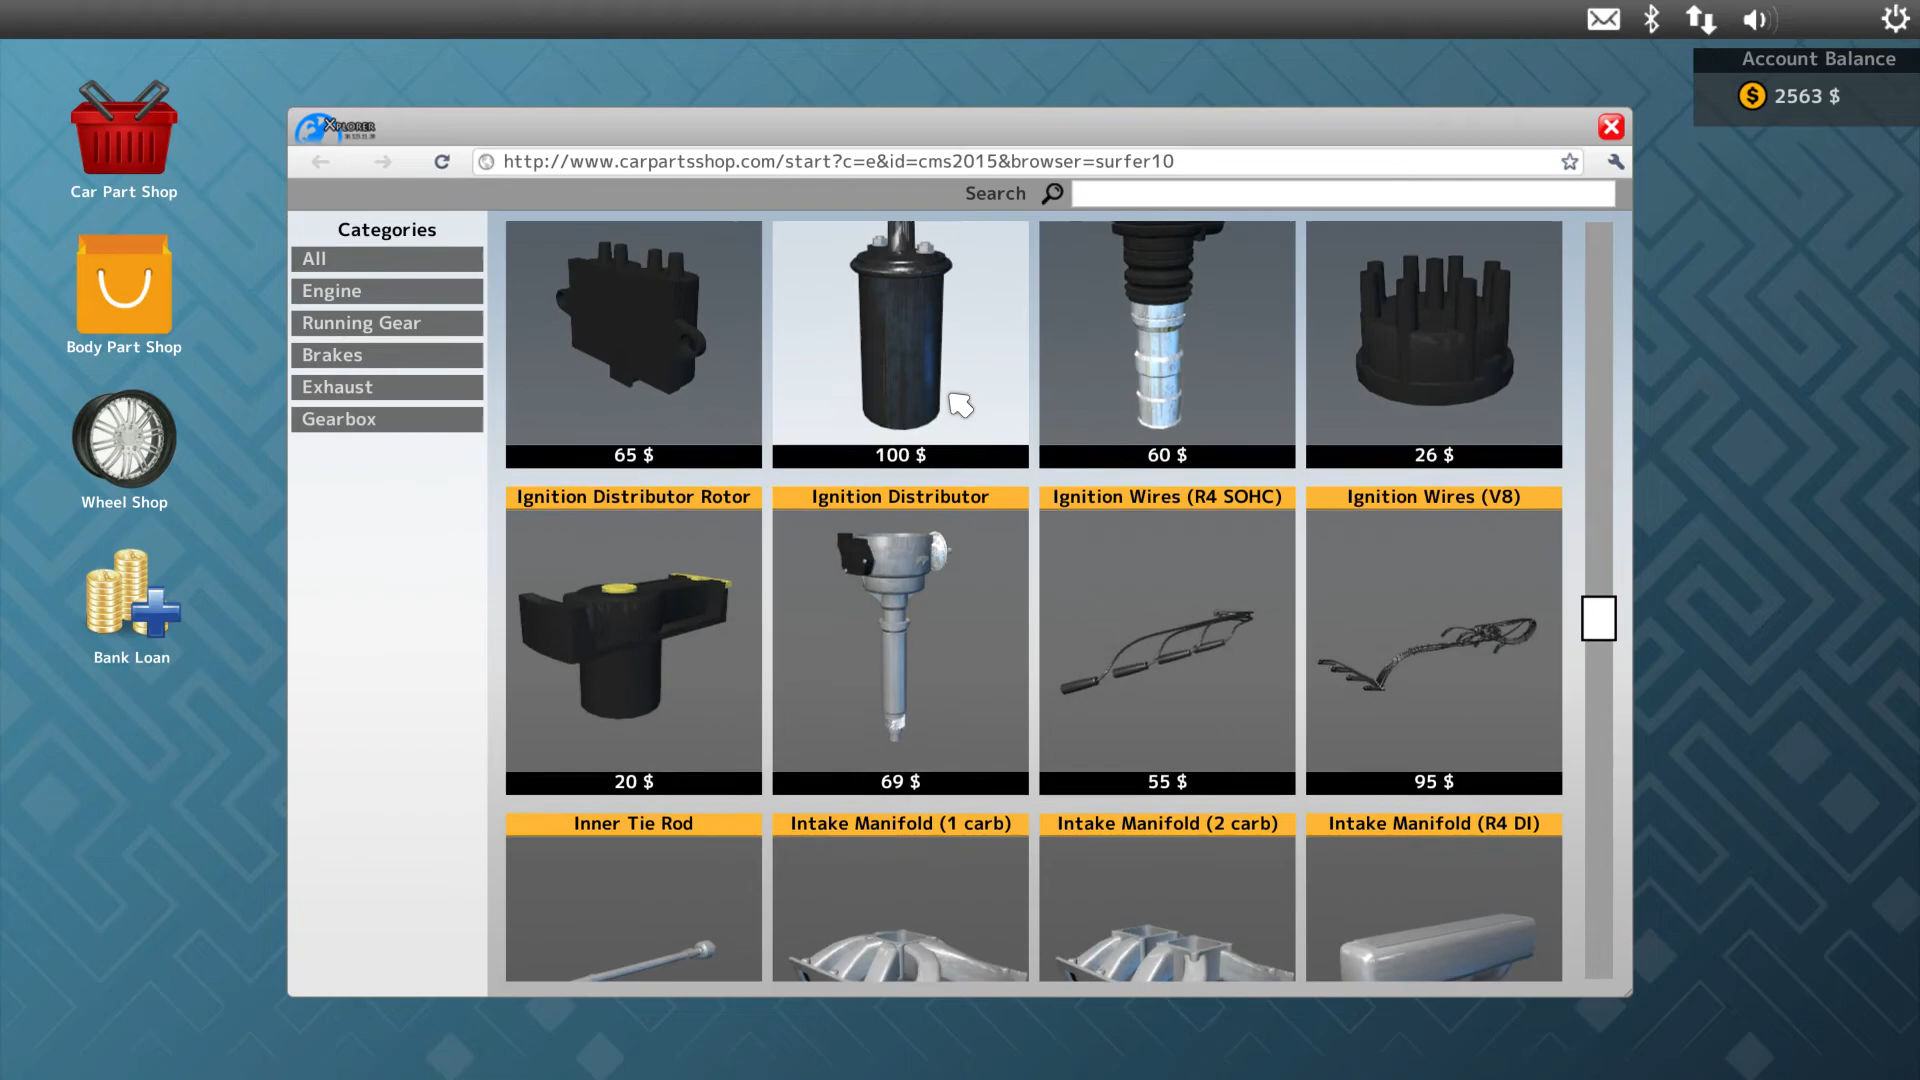 Account Balance
$ 2563 $
Car Part Shop
Body Part Shop
Wheel Shop
Bank Loan
XPLORER
http://www.carpartsshop.com/start?c=e&id=cms2015&browser=surfer10
Search
Categories
All
Engine
Running Gear
Brakes
Exhaust
Gearbox
65 $
100 $
60 $
26 $
Ignition Distributor Rotor
Ignition Distributor
Ignition Wires (R4 SOHC)
Ignition Wires (V8)
20 $
69 $
55 $
95 $
Inner Tie Rod
Intake Manifold (1 carb)
Intake Manifold (2 carb)
Intake Manifold (R4 DI)